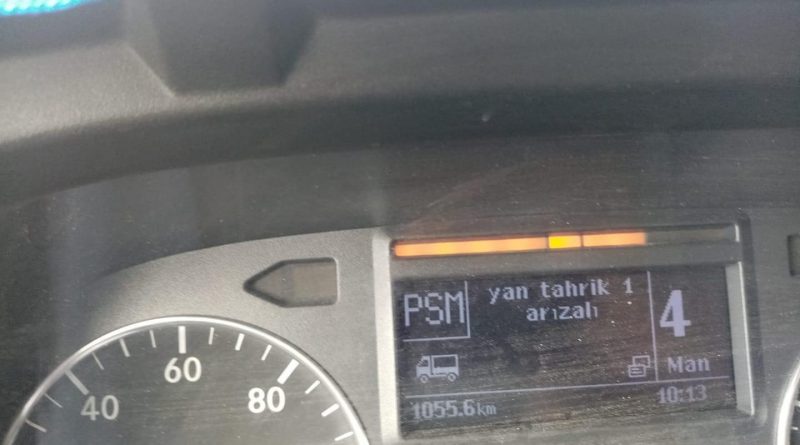 PSM
yan tahrik 1
arızalı
4
Man
1055.6km
10:13
40
60
80